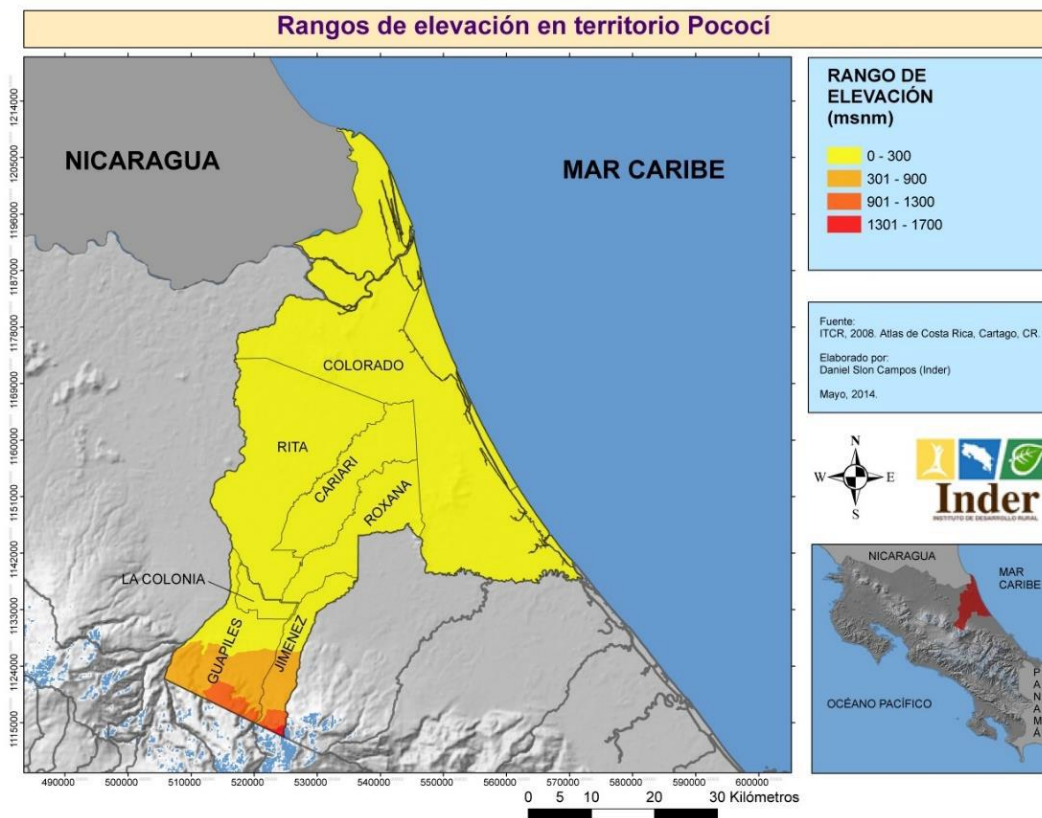 Rangos de elevación en territorio Pococí
NICARAGUA
MAR CARIBE
COLORADO
RITA
CARIARI
ROXANA
LA COLONIA
GUAPILES
JIMENEZ
1214000
1205000
1196000
1187000
1178000
1169000
1160000
1151000
1142000
1133000
1124000
1115000
490000 500000 510000 520000 530000 540000 550000 560000 570000 580000 590000 600000
0 5 10 20 30 Kilómetros
RANGO DE
ELEVACIÓN
(msnm)
0 - 300
301 - 900
901 - 1300
1301 - 1700
Fuente:
ITCR, 2008. Atlas de Costa Rica, Cartago, CR.
Elaborado por:
Daniel Slon Campos (Inder)
Mayo, 2014.
N
W E
S
Inder
INSTITUTO DE DESARROLLO RURAL
NICARAGUA
MAR
CARIBE
OCÉANO PACÍFICO
PANAMÁ